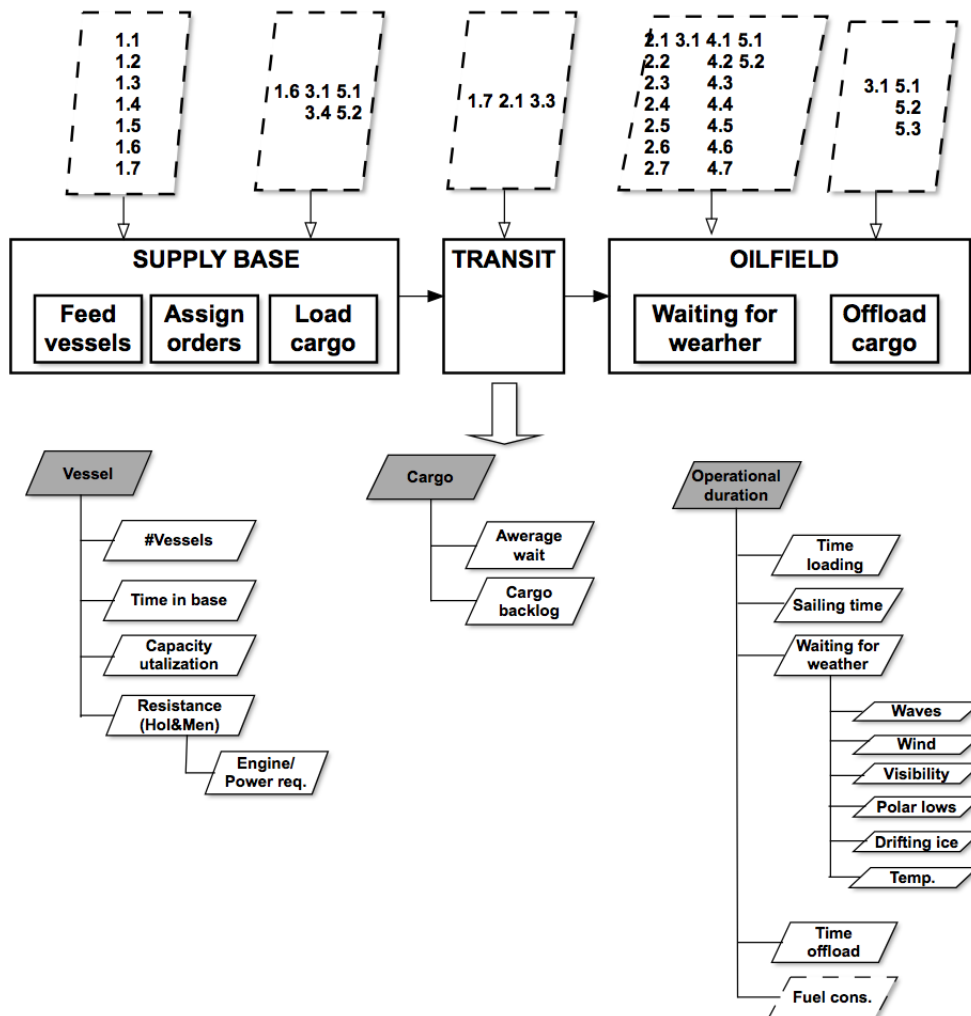 1.1
1.2
1.3
1.4
1.5
1.6
1.7
1.6 3.1 5.1
3.4 5.2
1.7 2.1 3.3
2.1 3.1 4.1 5.1
2.2 4.2 5.2
2.3 4.3
2.4 4.4
2.5 4.5
2.6 4.6
2.7 4.7
3.1 5.1
5.2
5.3
SUPPLY BASE
Feed
vessels
Assign
orders
Load
cargo
TRANSIT
OILFIELD
Waiting for
wearher
Offload
cargo
Vessel
#Vessels
Time in base
Capacity
utalization
Resistance
(Hol&Men)
Engine/
Power req.
Cargo
Awerage
wait
Cargo
backlog
Operational
duration
Time
loading
Sailing time
Waiting for
weather
Waves
Wind
Visibility
Polar lows
Drifting ice
Temp.
Time
offload
Fuel cons.